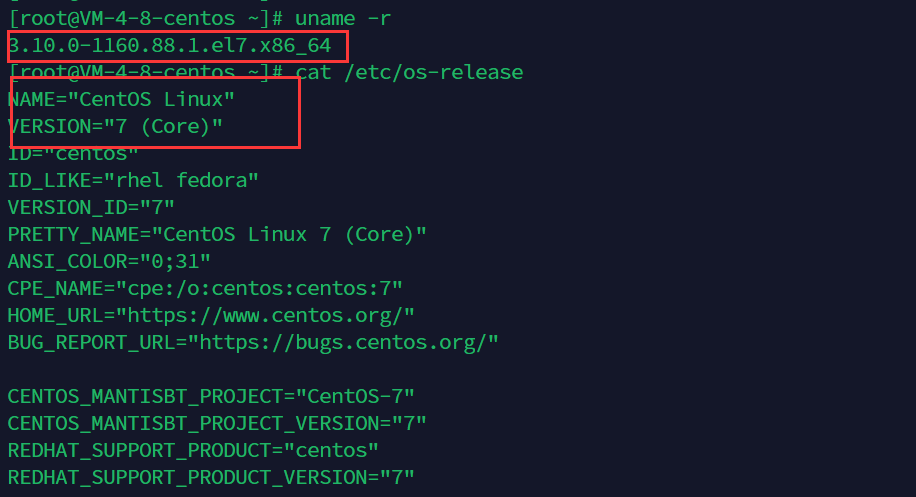 [root@VM-4-8-centos ~]# uname -r
3.10.0-1160.88.1.el7.x86_64
[root@VM-4-8-centos ~]# cat /etc/os-release
NAME="CentOS Linux"
VERSION="7 (Core)"
ID="centos"
ID_LIKE="rhel fedora"
VERSION_ID="7"
PRETTY_NAME="CentOS Linux 7 (Core)"
ANSI_COLOR="0;31"
CPE_NAME="cpe:/o:centos:centos:7"
HOME_URL="https://www.centos.org/"
BUG_REPORT_URL="https://bugs.centos.org/"
CENTOS_MANTISBT_PROJECT="CentOS-7"
CENTOS_MANTISBT_PROJECT_VERSION="7"
REDHAT_SUPPORT_PRODUCT="centos"
REDHAT_SUPPORT_PRODUCT_VERSION="7"